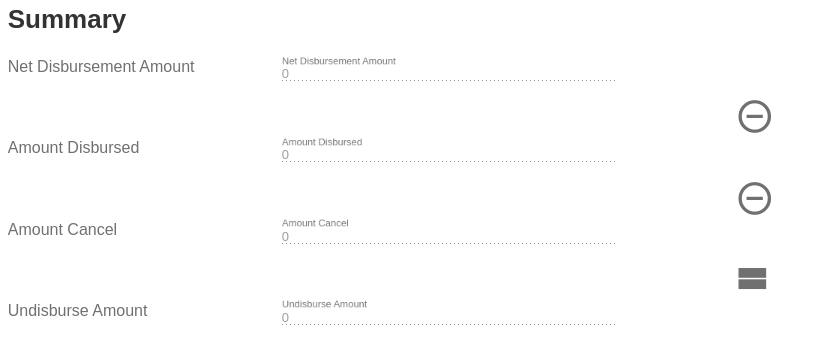 Summary
Net Disbursement Amount
Net Disbursement Amount
0
Amount Disbursed
Amount Disbursed
0
Amount Cancel
Amount Cancel
0
Undisburse Amount
Undisburse Amount
0